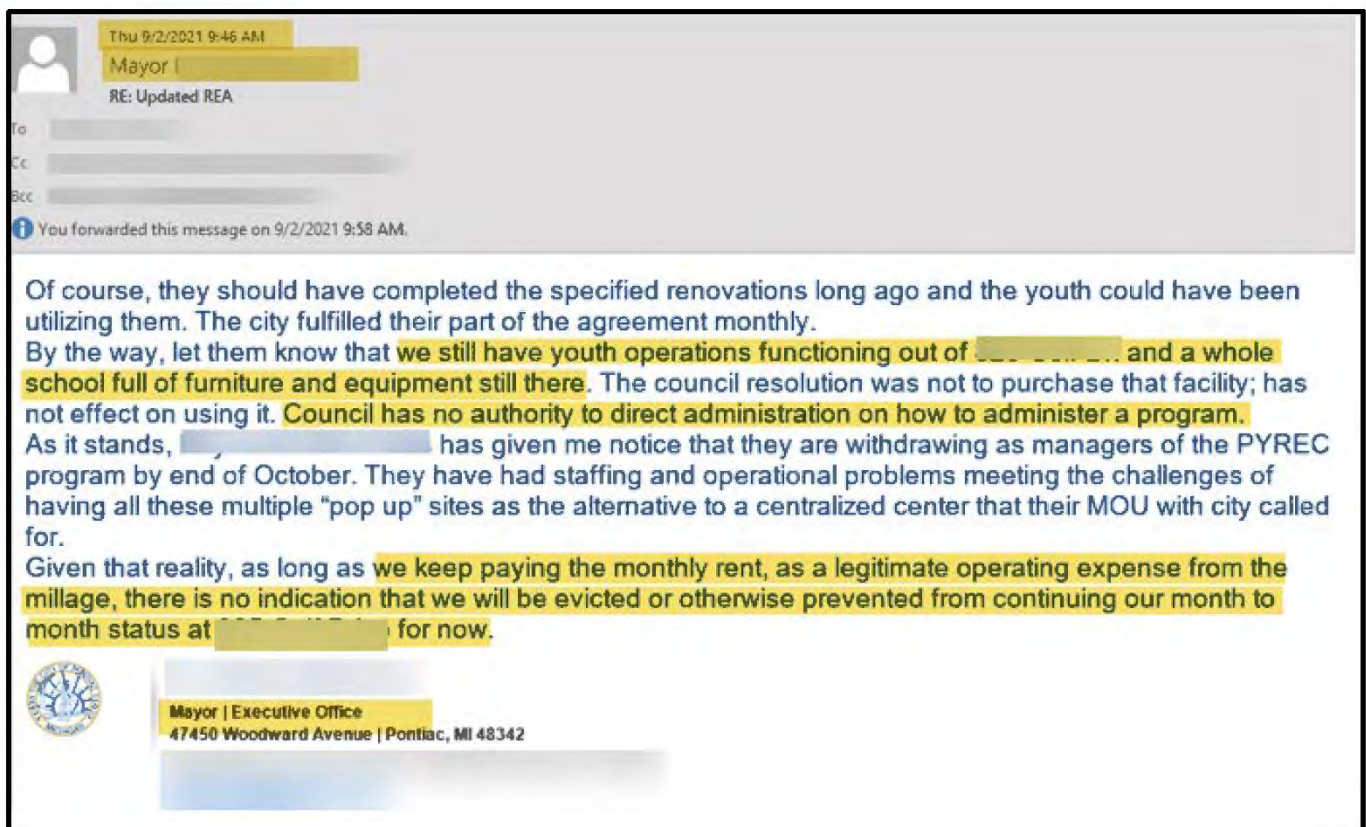 Thu 9/2/2021 9:46 AM
Mayor
RE: Updated REA
To
Cc
Bcc
You forwarded this message on 9/2/2021 9:58 AM.
Of course, they should have completed the specified renovations long ago and the youth could have been
utilizing them. The city fulfilled their part of the agreement monthly.
By the way, let them know that we still have youth operations functioning out of and a whole
school full of furniture and equipment still there. The council resolution was not to purchase that facility; has
not effect on using it. Council has no authority to direct administration on how to administer a program.
As it stands, has given me notice that they are withdrawing as managers of the PYREC
program by end of October. They have had staffing and operational problems meeting the challenges of
having all these multiple “pop up” sites as the alternative to a centralized center that their MOU with city called
for.
Given that reality, as long as we keep paying the monthly rent, as a legitimate operating expense from the
millage, there is no indication that we will be evicted or otherwise prevented from continuing our month to
month status at for now.
Mayor | Executive Office
47450 Woodward Avenue | Pontiac, MI 48342